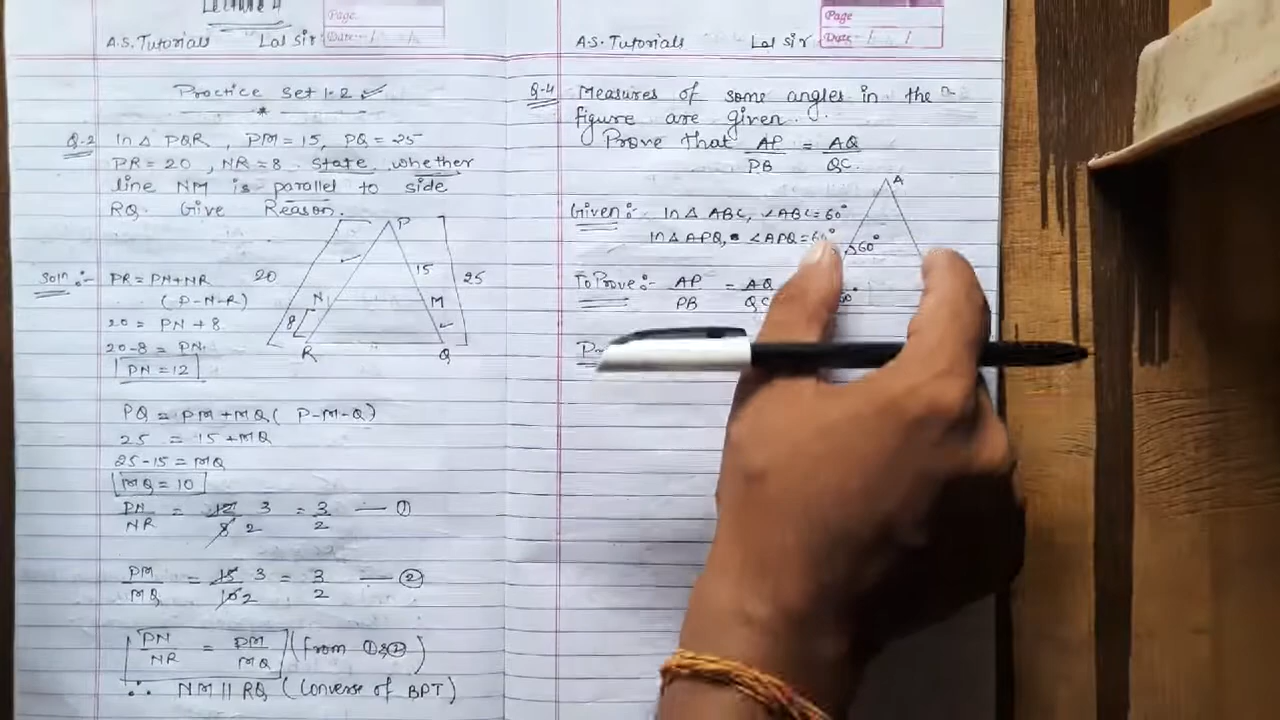 Lecture 4
Page
A.S. Tutorials Lal Sir Date / /
Practice Set 1.2 ✓
Q-2 In Δ PQR, PM = 15, PQ = 25
PR = 20, NR = 8. state whether
line NM is parallel to side
RQ. Give Reason.
P
20 15 25
N M
8
R Q
Soln :- PR = PN + NR
(P-N-R)
20 = PN + 8
20 - 8 = PN
PN = 12
PQ = PM + MQ ( P-M-Q)
25 = 15 + MQ
25 - 15 = MQ
MQ = 10
PN/NR = 12/8 3/2 = 3/2 — ①
PM/MQ = 15/10 3/2 = 3/2 — ②
PN/NR = PM/MQ (from ① & ②)
∴ NM || RQ (Converse of BPT)
Page
A.S. Tutorials Lal Sir Date / /
Q-4 Measures of some angles in the
figure are given.
Prove that AP/PB = AQ/QC.
A
Given :- In Δ ABC, ∠ABC = 60°
In Δ APQ, ∠APQ = 60°
60°
To Prove :- AP/PB = AQ/QC